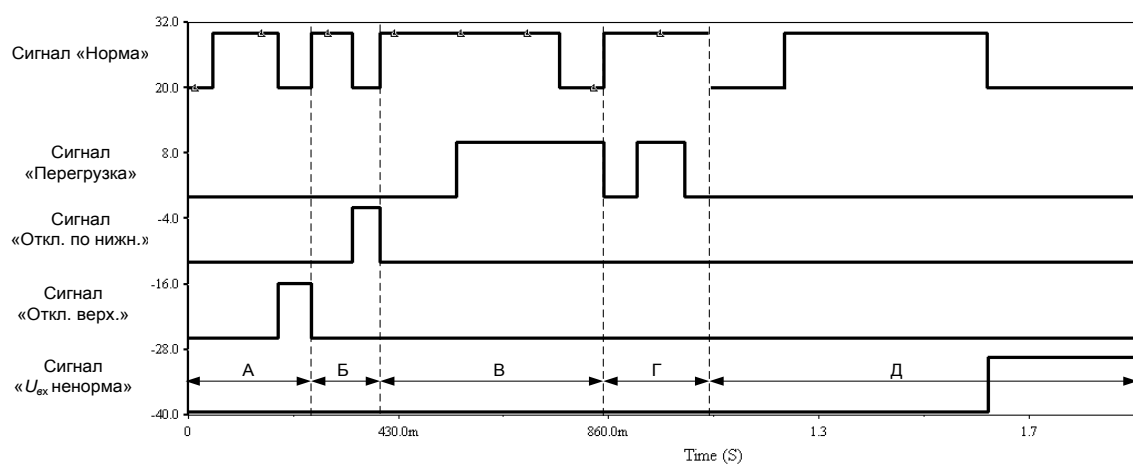 32.0
Сигнал «Норма»
20.0
Сигнал
«Перегрузка»
8.0
-4.0
Сигнал
«Откл. по нижн.»
-16.0
Сигнал
«Откл. верх.»
-28.0
Сигнал
«Uвх ненорма»
А Б В Г Д
-40.0
0 430.0m 860.0m 1.3 1.7
Time (S)